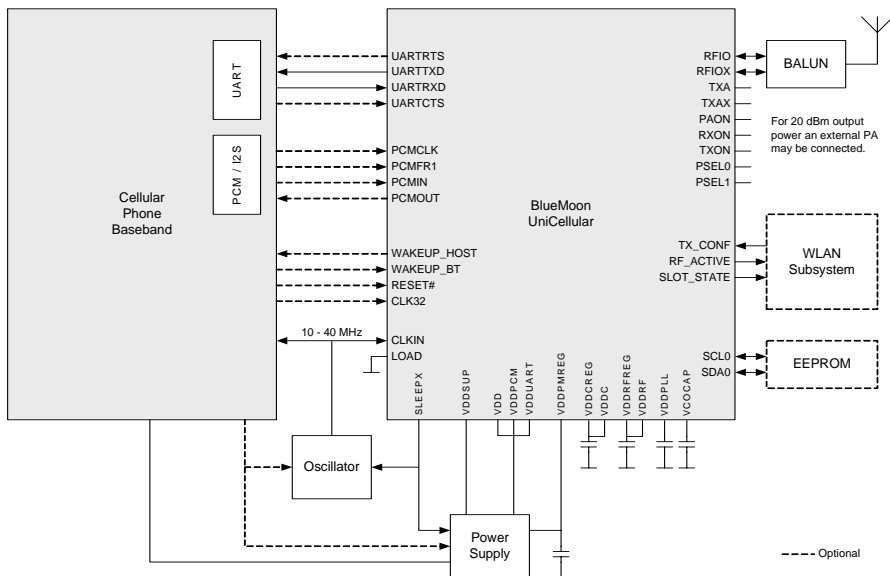 UART
PCM / I2S
Cellular
Phone
Baseband
UARTRTS
UARTTXD
UARTRXD
UARTCTS
PCMCLK
PCMFR1
PCMIN
PCMOUT
WAKEUP_HOST
WAKEUP_BT
RESET#
CLK32
10 - 40 MHz
CLKIN
LOAD
BlueMoon
UniCellular
RFIO
RFIOX
TXA
TXAX
PAON
RXON
TXON
PSEL0
PSEL1
BALUN
For 20 dBm output
power an external PA
may be connected.
TX_CONF
RF_ACTIVE
SLOT_STATE
WLAN
Subsystem
SCL0
SDA0
EEPROM
SLEEPX
VDDSUP
VDD
VDDPCM
VDDUART
VDDPMREG
VDDCREG
VDDC
VDDRFREG
VDDRF
VDDPLL
VCOCAP
Oscillator
Power
Supply
Optional